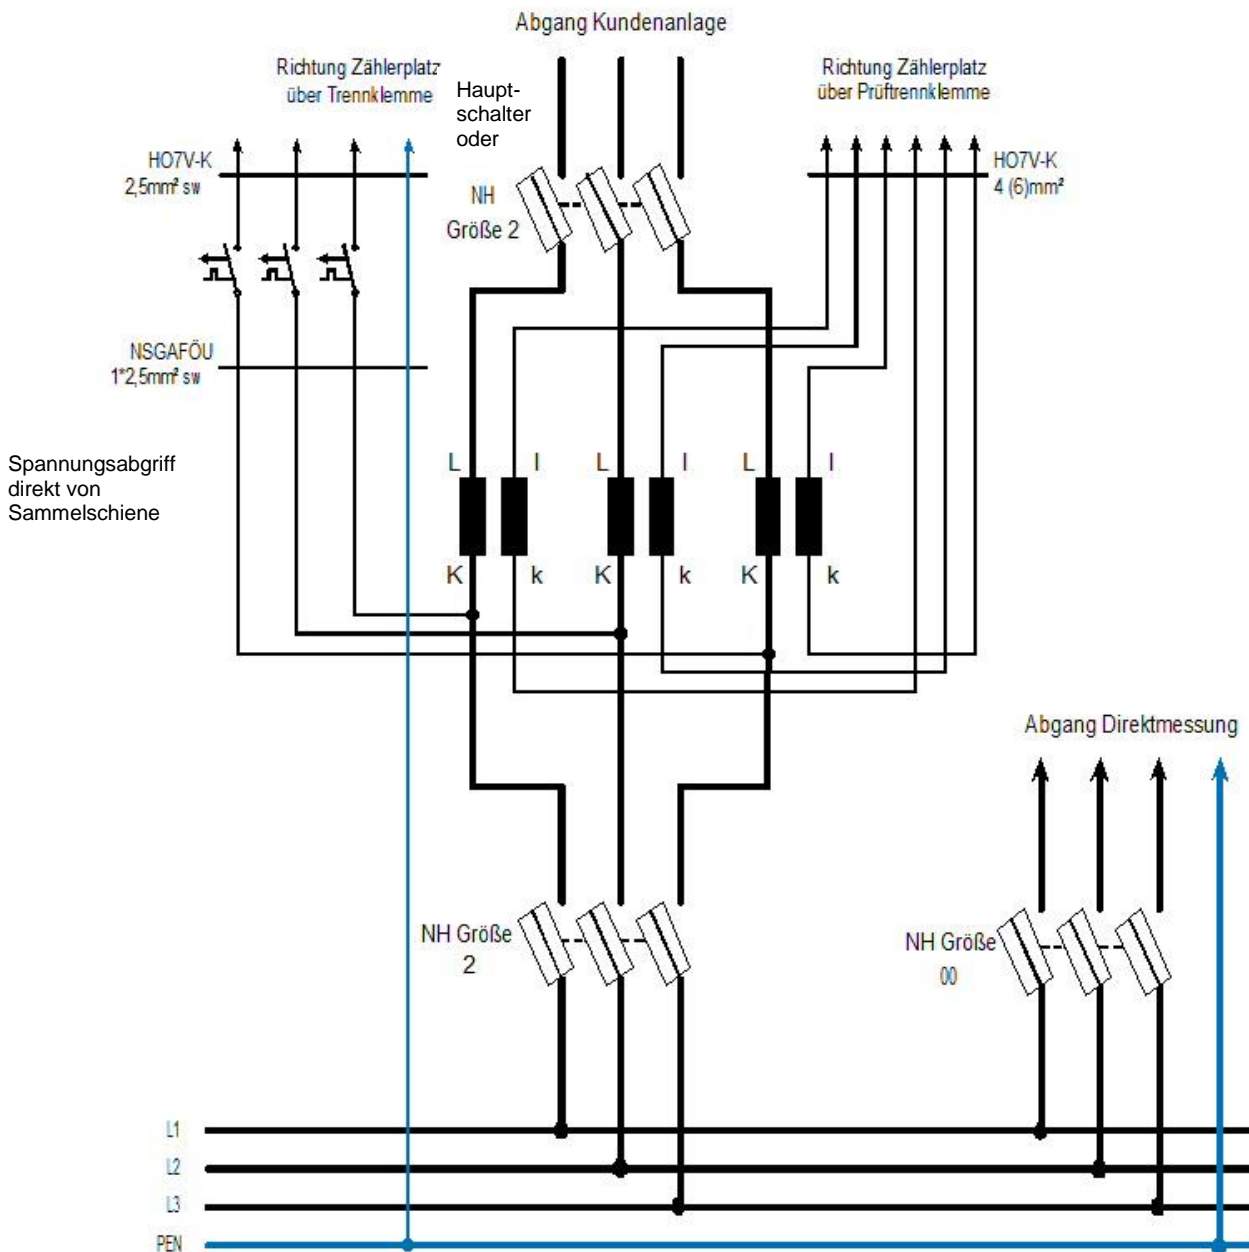 Abgang Kundenanlage
Richtung Zählerplatz
über Trennklemme
Haupt-
schalter
oder
Richtung Zählerplatz
über Prüftrennklemme
HO7V-K
2,5mm² sw
HO7V-K
4 (6)mm²
NH
Größe 2
NSGAFÖU
1*2,5mm² sw
Spannungsabgriff
direkt von
Sammelschiene
L l L l L l
K k K k K k
Abgang Direktmessung
NH Größe
2
NH Größe
00
L1
L2
L3
PEN